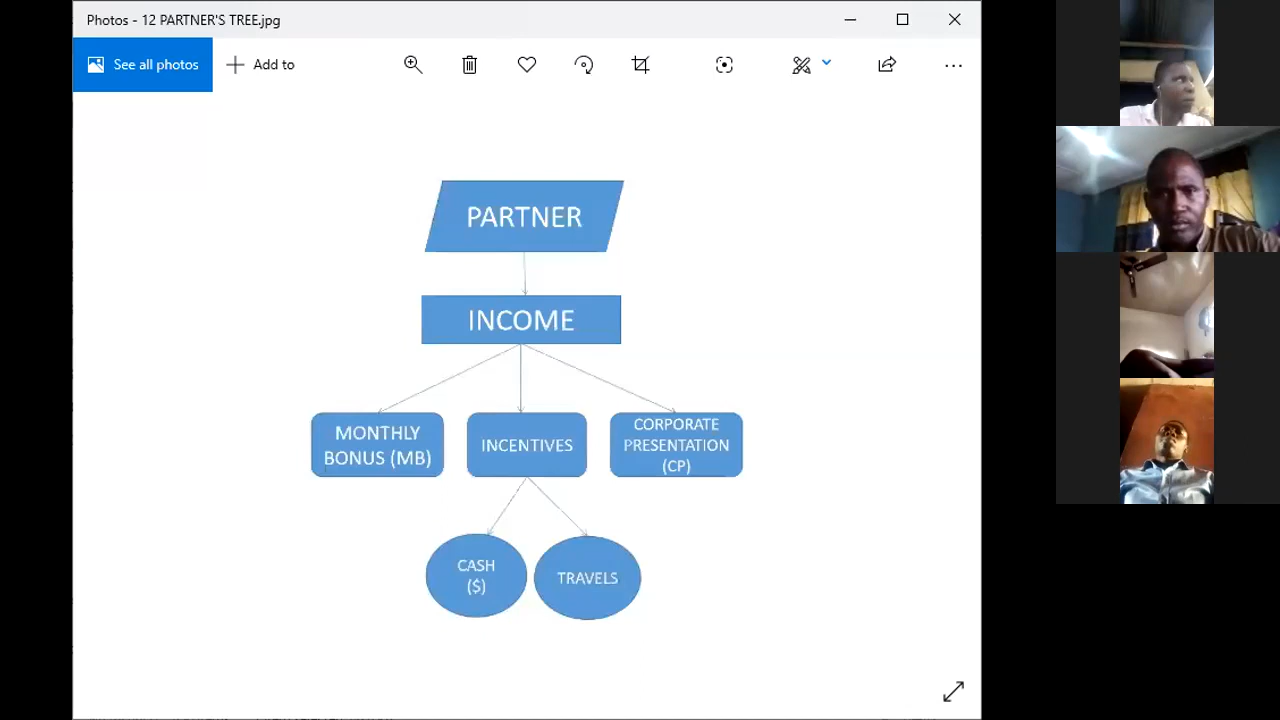 Photos - 12 PARTNER'S TREE.jpg
See all photos
Add to
PARTNER
INCOME
MONTHLY
BONUS (MB)
INCENTIVES
CORPORATE
PRESENTATION
(CP)
CASH
($)
TRAVELS